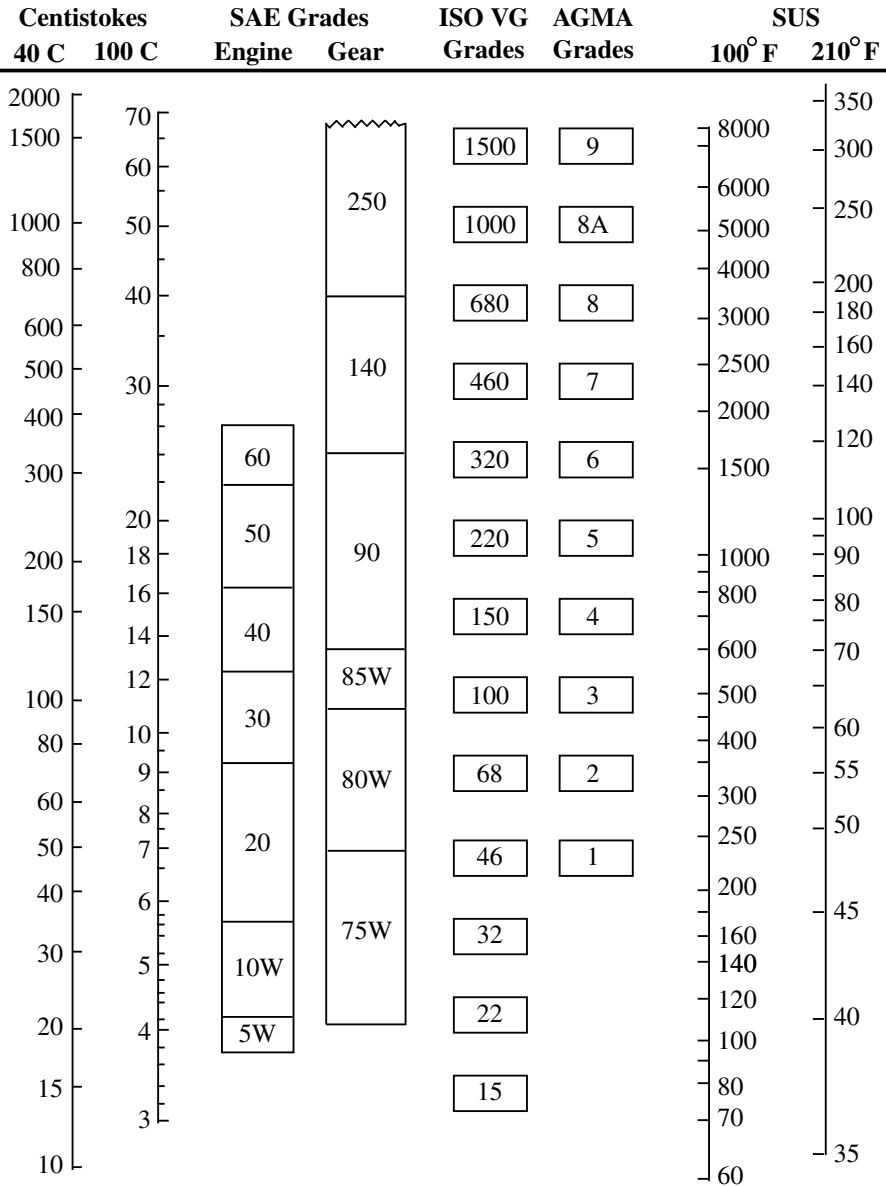 Centistokes SAE Grades ISO VG AGMA SUS
40 C 100 C Engine Gear Grades Grades 100° F 210° F
2000 350
70 8000
1500 1500 9 300
60
6000
250
250
1000 50 1000 8A 5000
800 4000
200
40 680 8 180
600 3000
160
500 140 2500
30 460 7 140
400 2000
120
60 320 6
300 1500
20 100
50 220 5
200 18 90 1000 90
16 800
150 150 4 80
14 40
600 70
12 85W
100 100 3 500
30 60
80 10 400
9 80W 68 2 55
60 300
8
20 250 50
50 7 46 1
40 200
6 45
75W 32 160
30
5 10W 140
120
22
20 4 5W 40
100
15 15 80
3 70
10 35
60